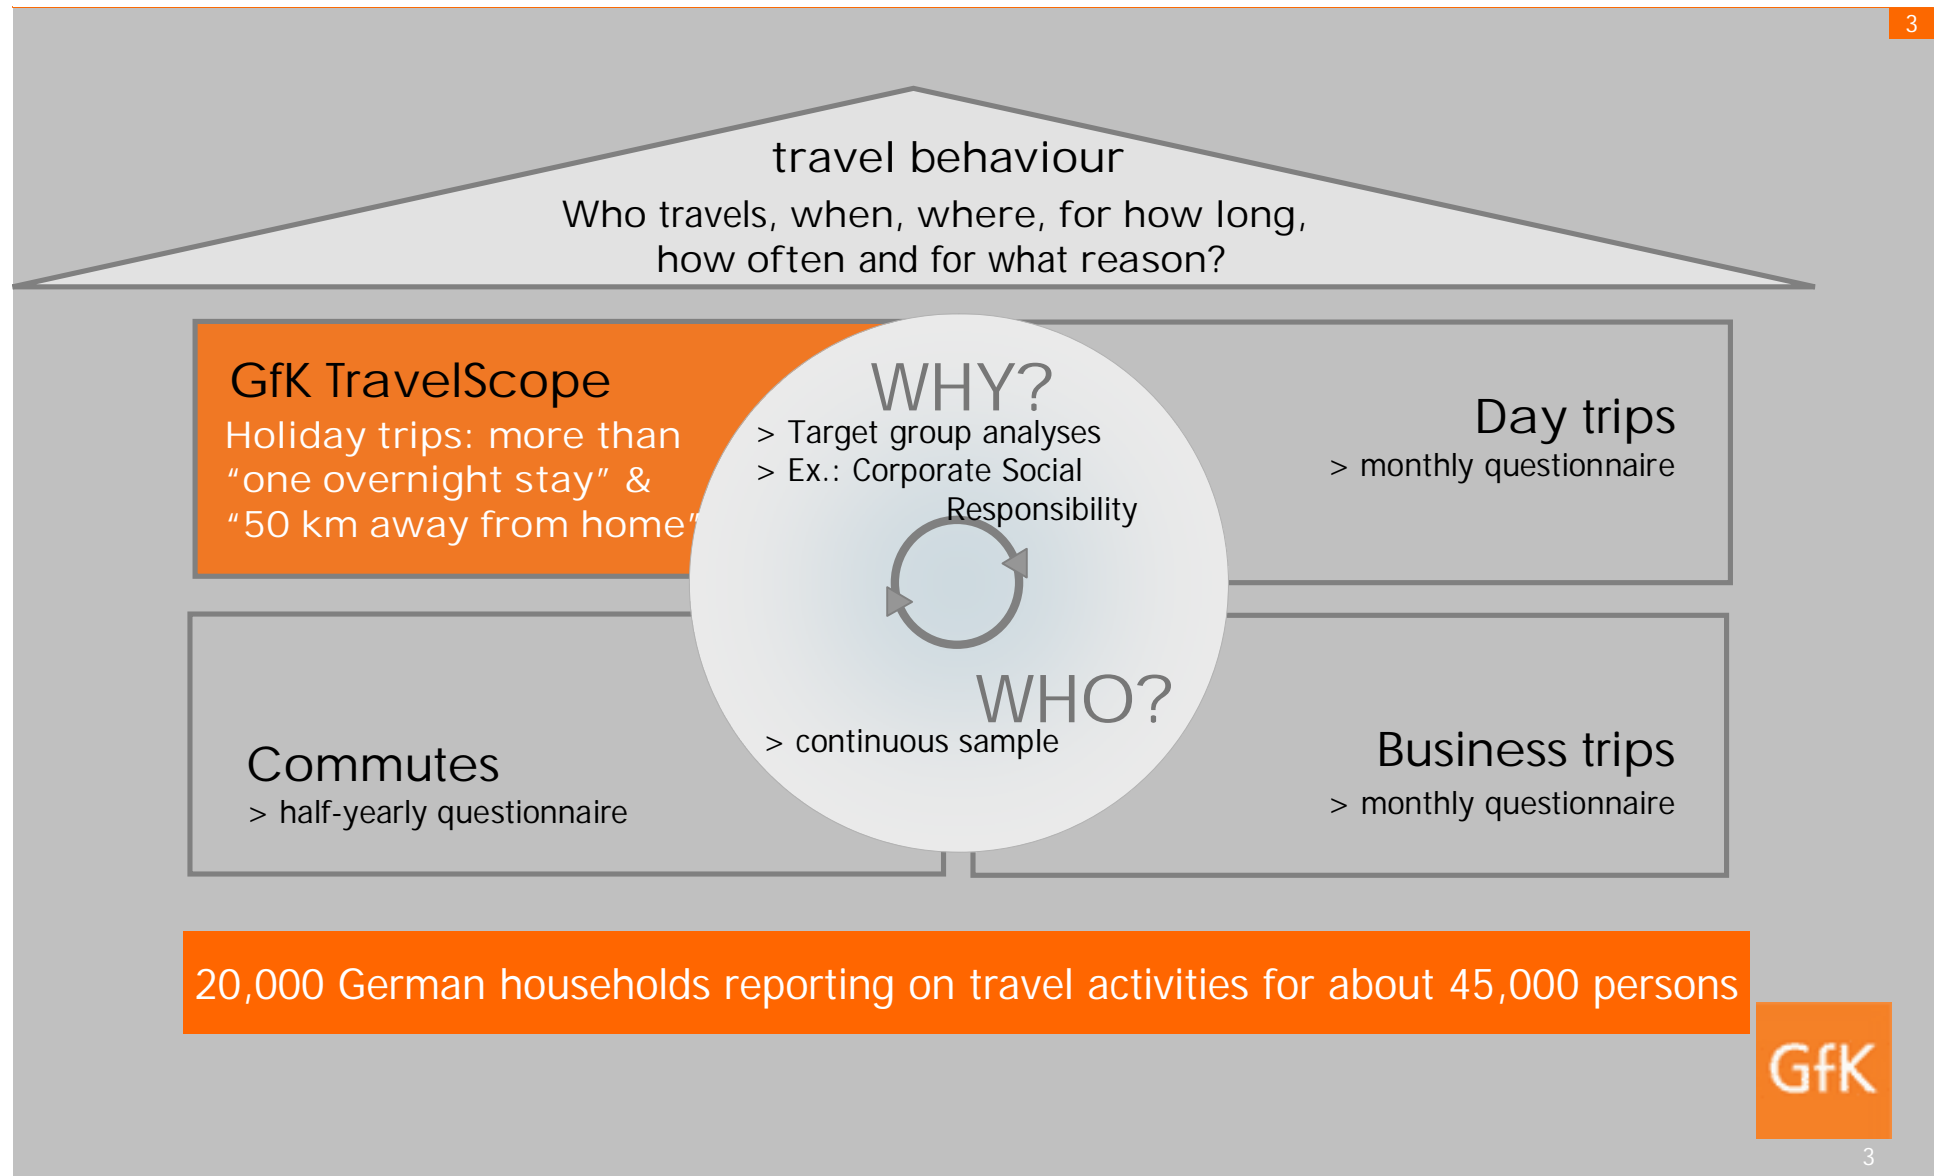 3
travel behaviour
Who travels, when, where, for how long,
how often and for what reason?
GfK TravelScope
Holiday trips: more than
“one overnight stay” &
“50 km away from home”
WHY?
> Target group analyses
> Ex.: Corporate Social
Responsibility
Day trips
> monthly questionnaire
WHO?
> continuous sample
Commutes
> half-yearly questionnaire
Business trips
> monthly questionnaire
20,000 German households reporting on travel activities for about 45,000 persons
GfK
3